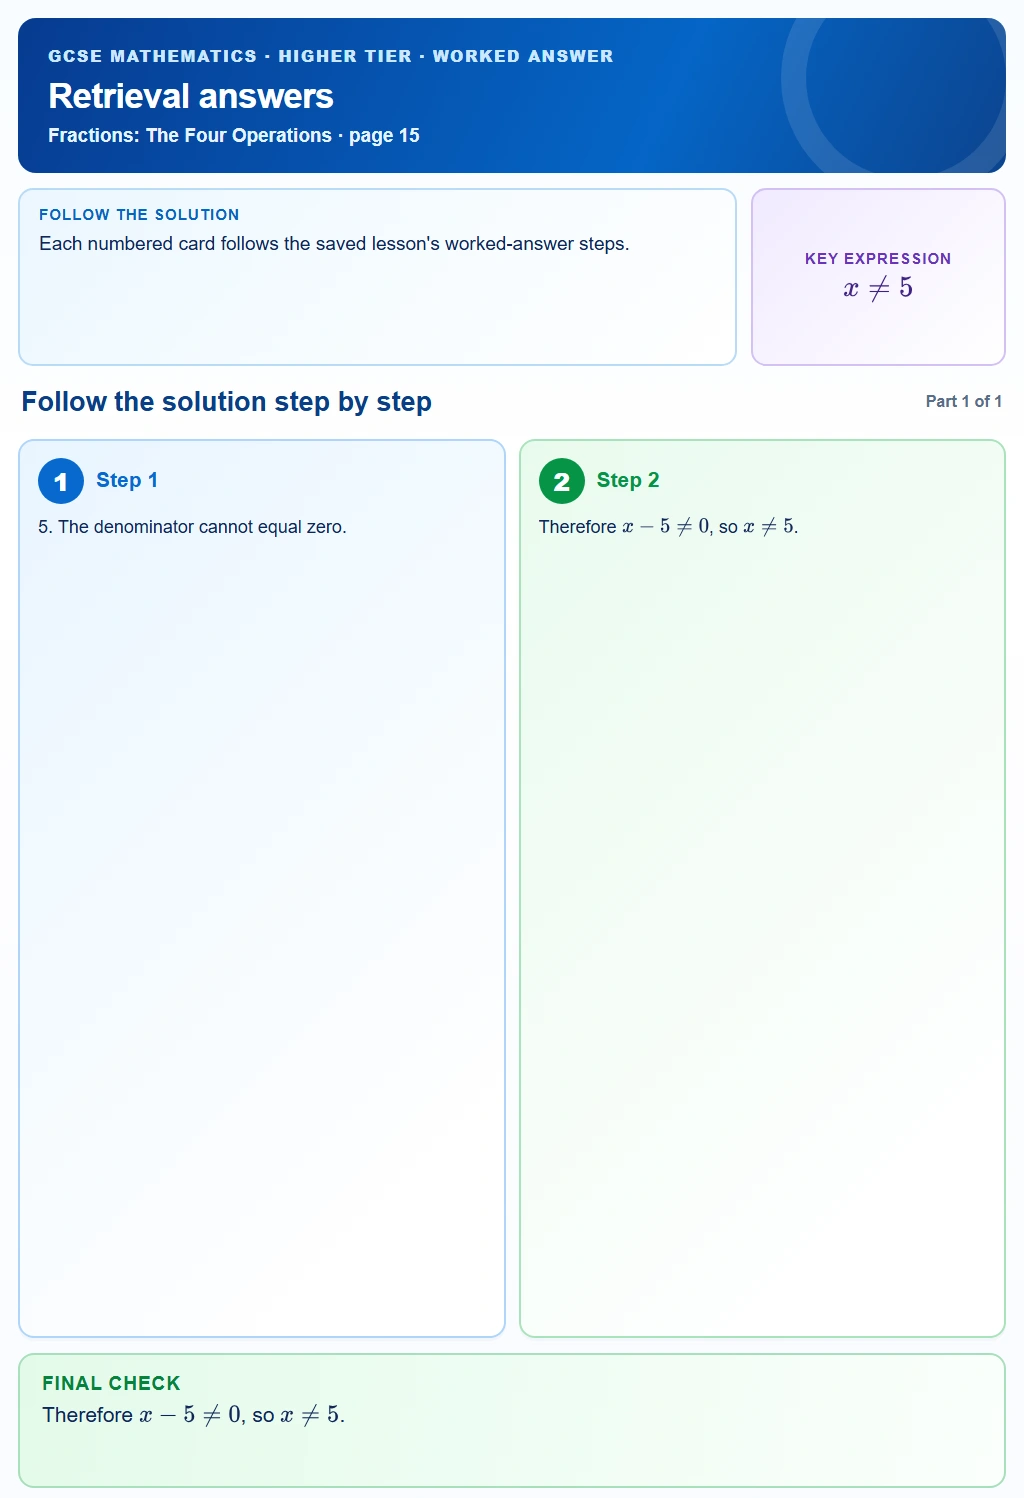 GCSE MATHEMATICS · HIGHER TIER · WORKED ANSWER
Retrieval answers
Fractions: The Four Operations · page 15
FOLLOW THE SOLUTION
Each numbered card follows the saved lesson's worked-answer steps.
KEY EXPRESSION
x ≠ 5
Follow the solution step by step
Part 1 of 1
1 Step 1
5. The denominator cannot equal zero.
2 Step 2
Therefore x − 5 ≠ 0, so x ≠ 5.
FINAL CHECK
Therefore x − 5 ≠ 0, so x ≠ 5.